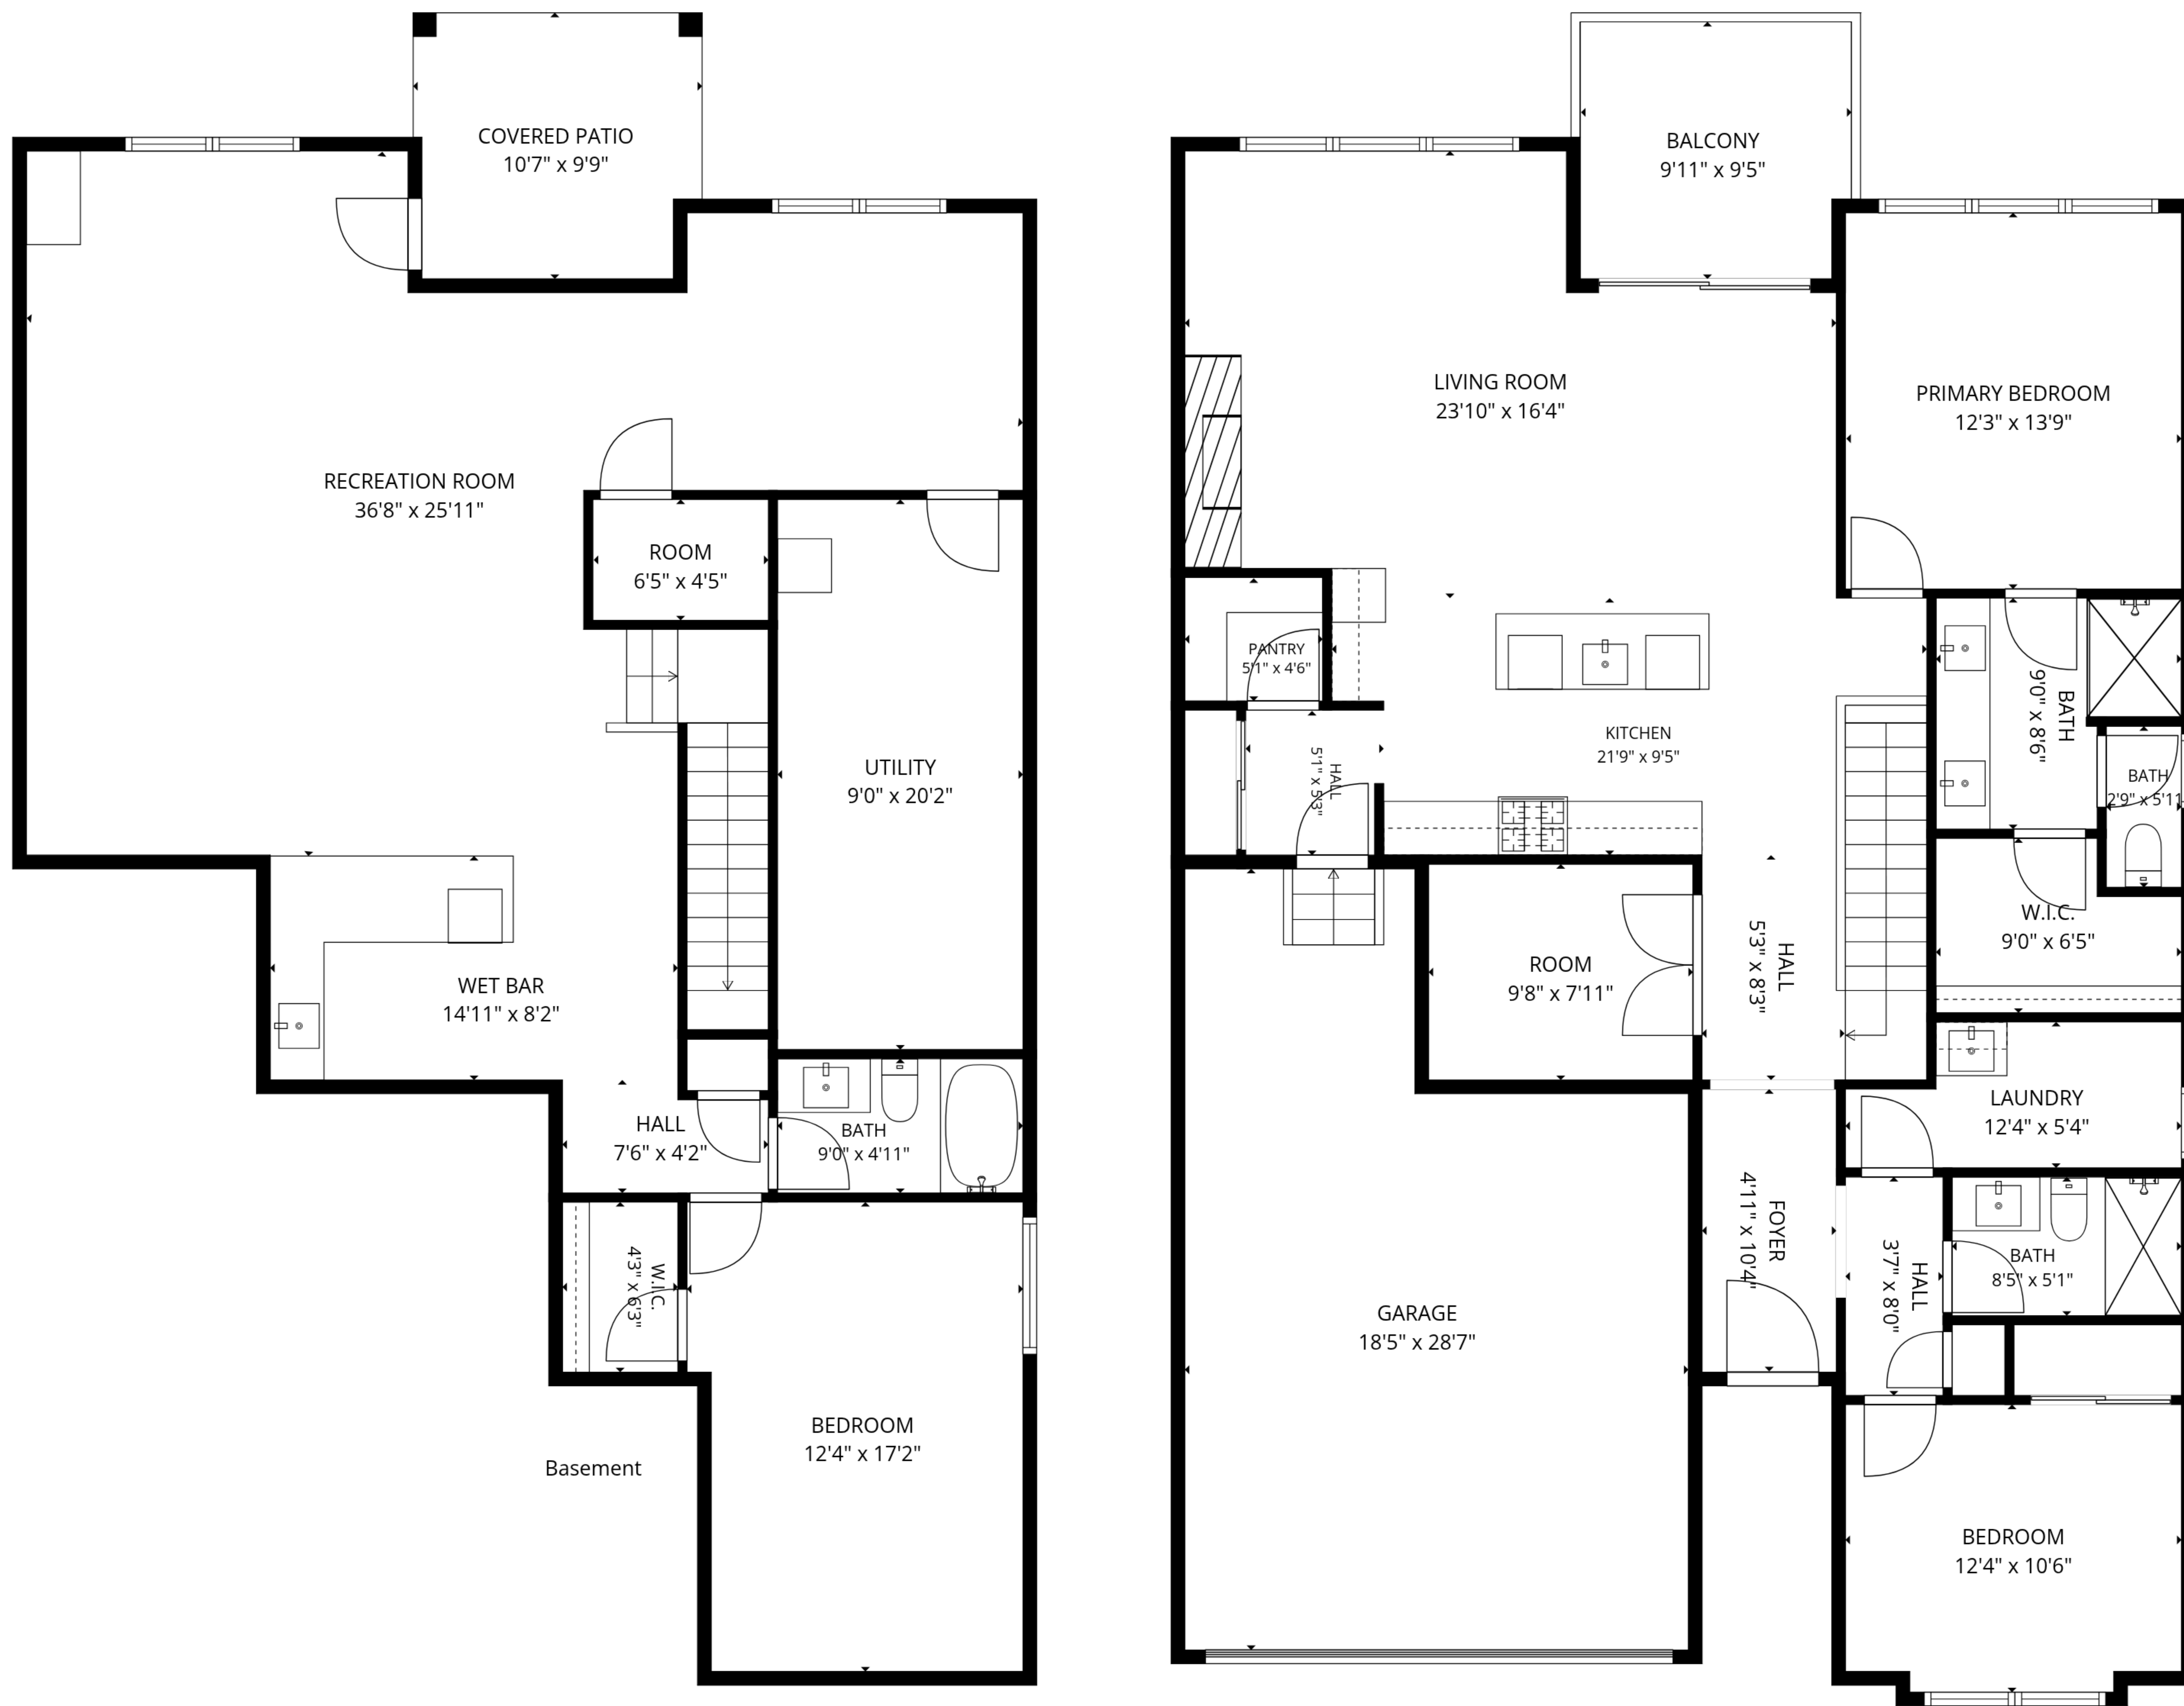 COVERED PATIO
10'7" x 9'9"
RECREATION ROOM
36'8" x 25'11"
ROOM
6'5" x 4'5"
UTILITY
9'0" x 20'2"
WET BAR
14'11" x 8'2"
HALL
7'6" x 4'2"
BATH
9'0" x 4'11"
W.I.C.
4'3" x 6'3"
BEDROOM
12'4" x 17'2"
Basement
BALCONY
9'11" x 9'5"
LIVING ROOM
23'10" x 16'4"
PRIMARY BEDROOM
12'3" x 13'9"
PANTRY
5'1" x 4'6"
HALL
5'1" x 5'3"
KITCHEN
21'9" x 9'5"
BATH
9'0" x 8'6"
BATH
2'9" x 5'11
W.I.C.
9'0" x 6'5"
ROOM
9'8" x 7'11"
HALL
5'3" x 8'3"
LAUNDRY
12'4" x 5'4"
FOYER
4'11" x 10'4"
HALL
3'7" x 8'0"
BATH
8'5" x 5'1"
GARAGE
18'5" x 28'7"
BEDROOM
12'4" x 10'6"